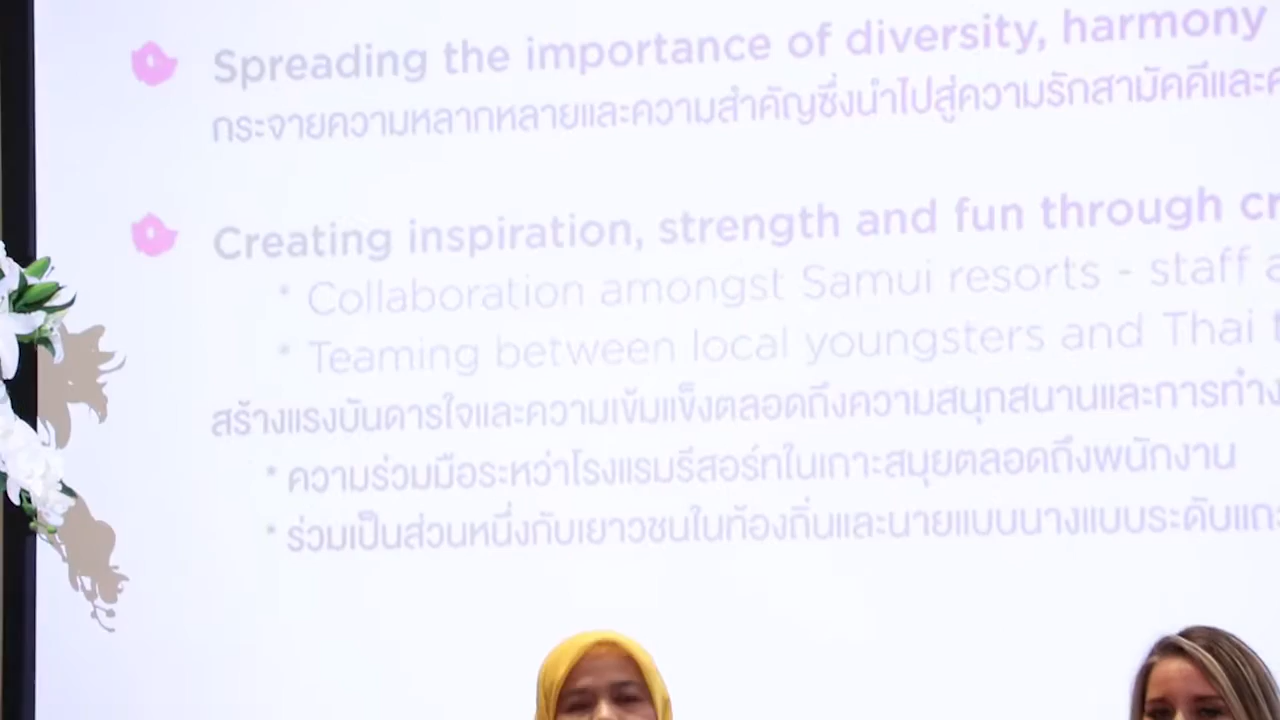 Spreading the importance of diversity, harmony
กระจายความหลากหลายและความสำคัญซึ่งนำไปสู่ความรักสามัคคีและ
Creating inspiration, strength and fun through
* Collaboration amongst Samui resorts - staff
* Teaming between local youngsters and Thai
สร้างแรงบันดารใจและความเข้มแข็งตลอดถึงความสนุกสนานและการทำ
* ความร่วมมือระหว่าโรงแรมรีสอร์ทในเกาะสมุยตลอดถึงพนักงาน
* ร่วมเป็นส่วนหนึ่งกับเยาวชนในท้องถิ่นและนายแบบนางแบบระดับ